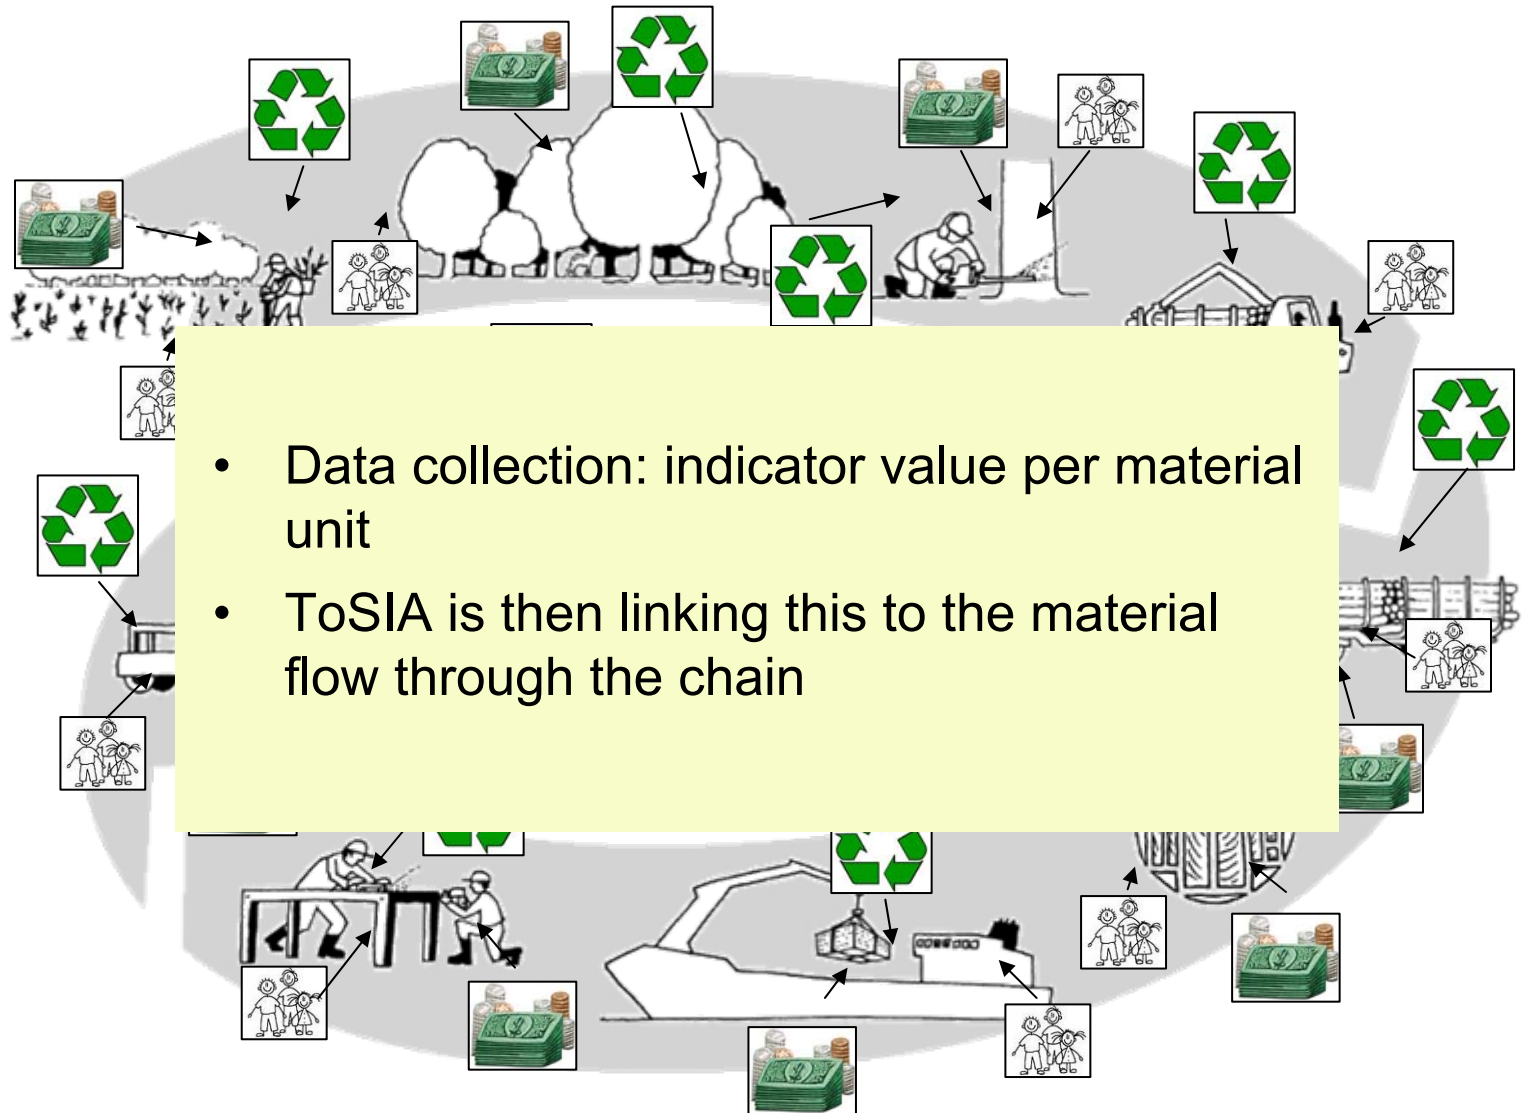 • Data collection: indicator value per material
unit
• ToSIA is then linking this to the material
flow through the chain